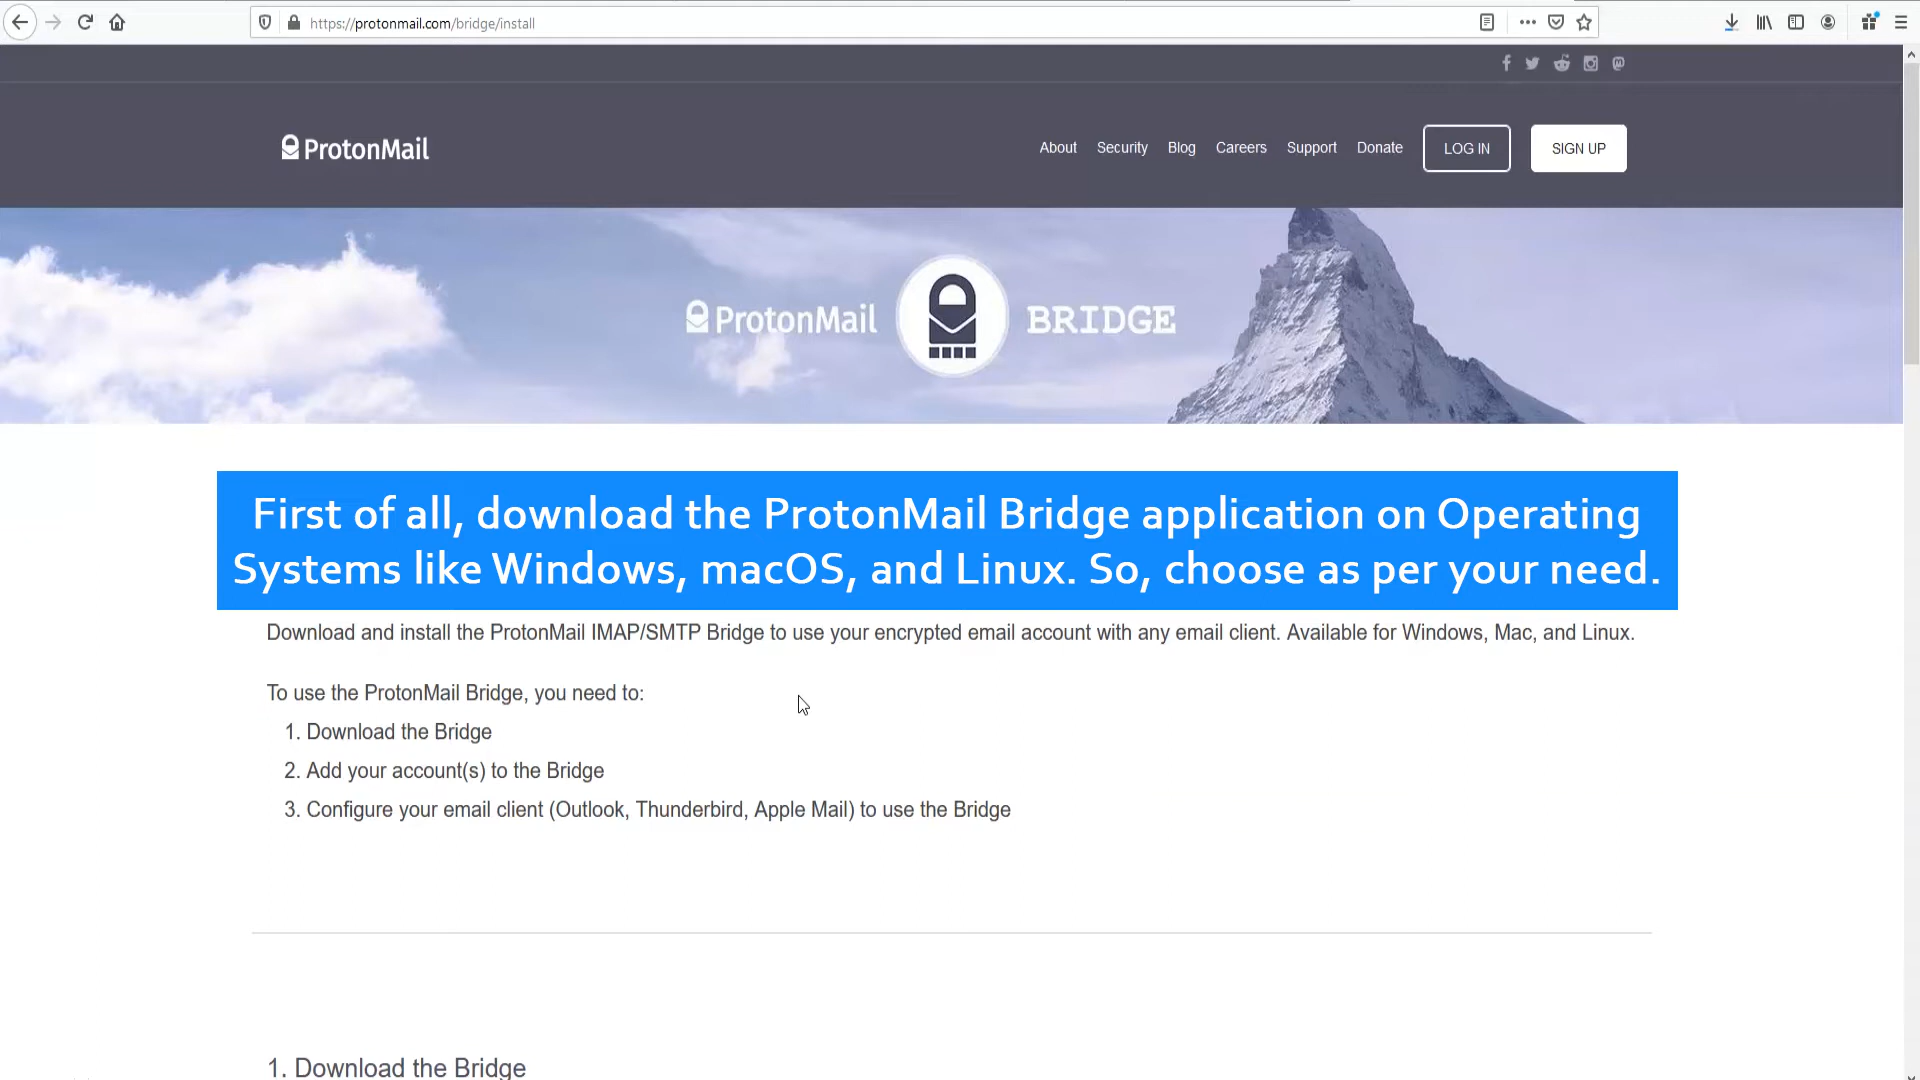 https://protonmail.com/bridge/install
ProtonMail
About Security Blog Careers Support Donate LOG IN SIGN UP
ProtonMail BRIDGE
First of all, download the ProtonMail Bridge application on Operating
Systems like Windows, macOS, and Linux. So, choose as per your need.
Download and install the ProtonMail IMAP/SMTP Bridge to use your encrypted email account with any email client. Available for Windows, Mac, and Linux.
To use the ProtonMail Bridge, you need to:
1. Download the Bridge
2. Add your account(s) to the Bridge
3. Configure your email client (Outlook, Thunderbird, Apple Mail) to use the Bridge
1. Download the Bridge